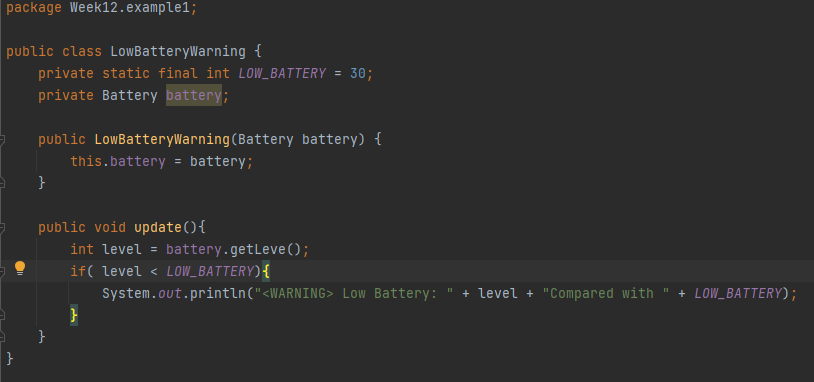 package Week12.example1;
public class LowBatteryWarning {
    private static final int LOW_BATTERY = 30;
    private Battery battery;
    public LowBatteryWarning(Battery battery) {
        this.battery = battery;
    }
    public void update(){
        int level = battery.getLeve();
        if( level < LOW_BATTERY){
            System.out.println("<WARNING> Low Battery: " + level + "Compared with " + LOW_BATTERY);
        }
    }
}